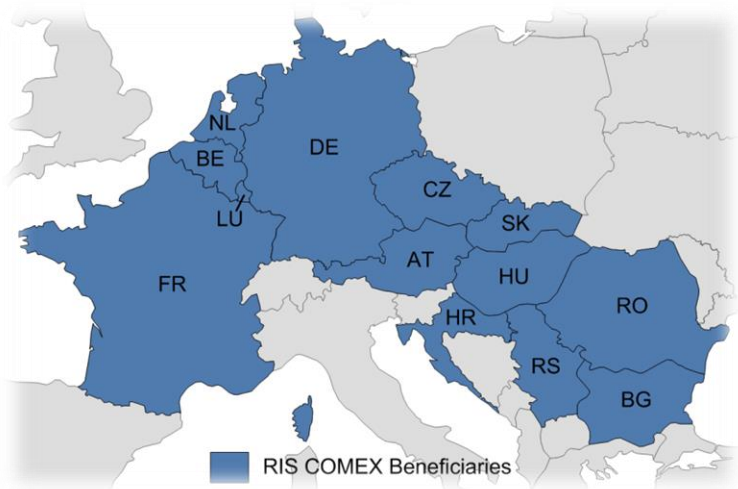 NL
BE
DE
CZ
LU
SK
AT
HU
FR
RO
HR
RS
BG
RIS COMEX Beneficiaries